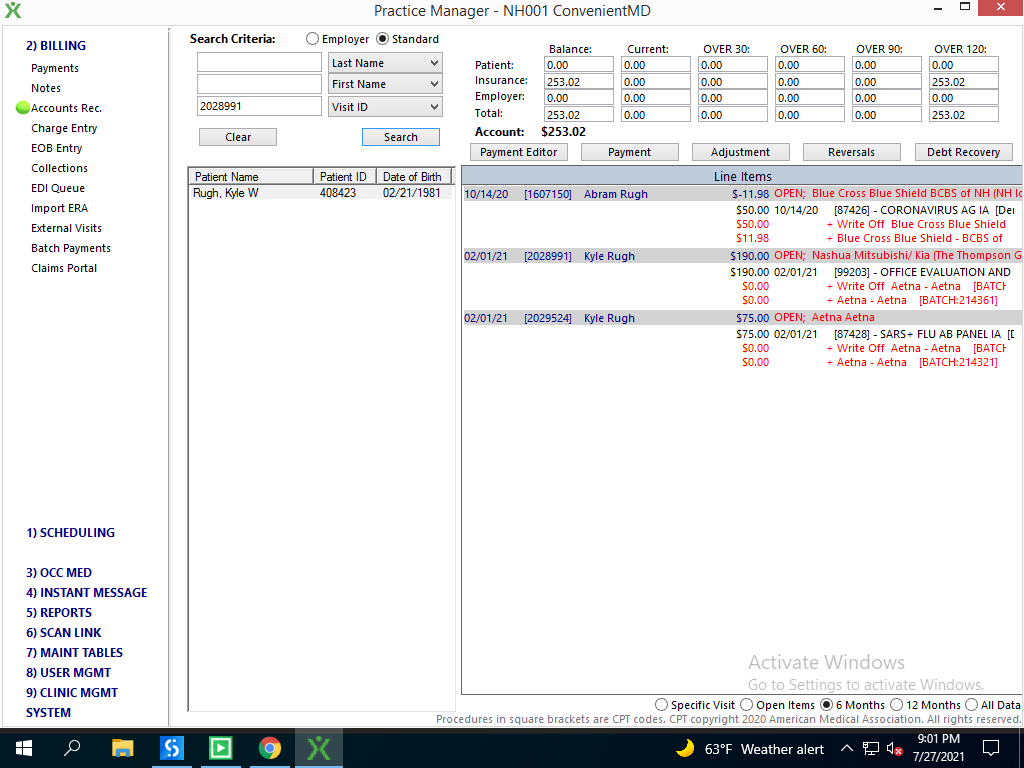 Practice Manager - NH001 ConvenientMD
2) BILLING
Payments
Notes
Accounts Rec.
Charge Entry
EOB Entry
Collections
EDI Queue
Import ERA
External Visits
Batch Payments
Claims Portal
1) SCHEDULING
3) OCC MED
4) INSTANT MESSAGE
5) REPORTS
6) SCAN LINK
7) MAINT TABLES
8) USER MGMT
9) CLINIC MGMT
SYSTEM
Search Criteria: Employer Standard
Last Name
First Name
2028991 Visit ID
Clear Search
Patient Name Patient ID Date of Birth
Rugh, Kyle W 408423 02/21/1981
Balance: Current: OVER 30: OVER 60: OVER 90: OVER 120:
Patient: 0.00 0.00 0.00 0.00 0.00 0.00
Insurance: 253.02 0.00 0.00 0.00 0.00 253.02
Employer: 0.00 0.00 0.00 0.00 0.00 0.00
Total: 253.02 0.00 0.00 0.00 0.00 253.02
Account: $253.02
Payment Editor Payment Adjustment Reversals Debt Recovery
Line Items
10/14/20 [1607150] Abram Rugh $-11.98 OPEN; Blue Cross Blue Shield BCBS of NH (NH lo
$50.00 10/14/20 [87426] - CORONAVIRUS AG IA [Der
$50.00 + Write Off Blue Cross Blue Shield
$11.98 + Blue Cross Blue Shield - BCBS of
02/01/21 [2028991] Kyle Rugh $190.00 OPEN; Nashua Mitsubishi/ Kia (The Thompson G
$190.00 02/01/21 [99203] - OFFICE EVALUATION AND
$0.00 + Write Off Aetna - Aetna [BATCH
$0.00 + Aetna - Aetna [BATCH:214361]
02/01/21 [2029524] Kyle Rugh $75.00 OPEN; Aetna Aetna
$75.00 02/01/21 [87428] - SARS+ FLU AB PANEL IA [D
$0.00 + Write Off Aetna - Aetna [BATCH
$0.00 + Aetna - Aetna [BATCH:214321]
Activate Windows
Go to Settings to activate Windows.
Specific Visit Open Items 6 Months 12 Months All Data
Procedures in square brackets are CPT codes. CPT copyright 2020 American Medical Association. All rights reserved.
63°F Weather alert
9:01 PM
7/27/2021